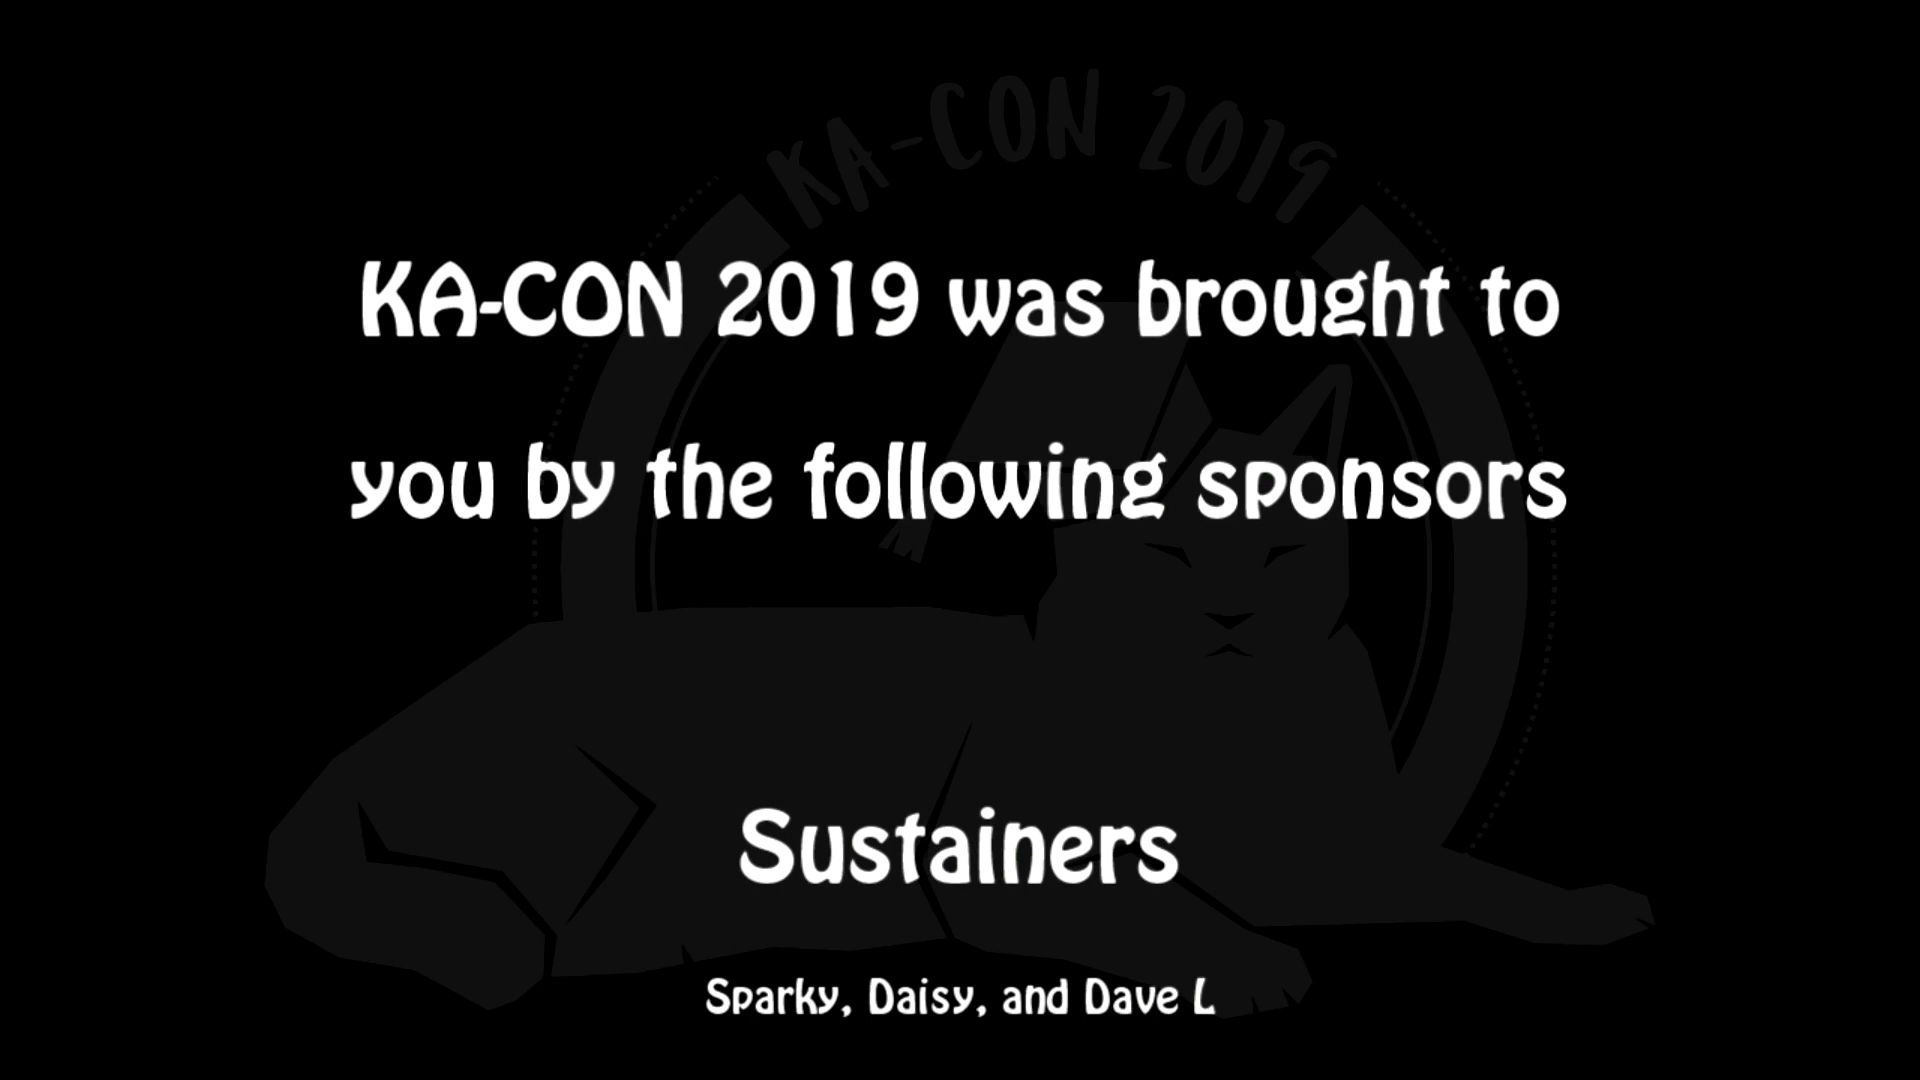 KA-CON 2019
KA-CON 2019 was brought to
you by the following sponsors
Sustainers
Sparky, Daisy, and Dave L